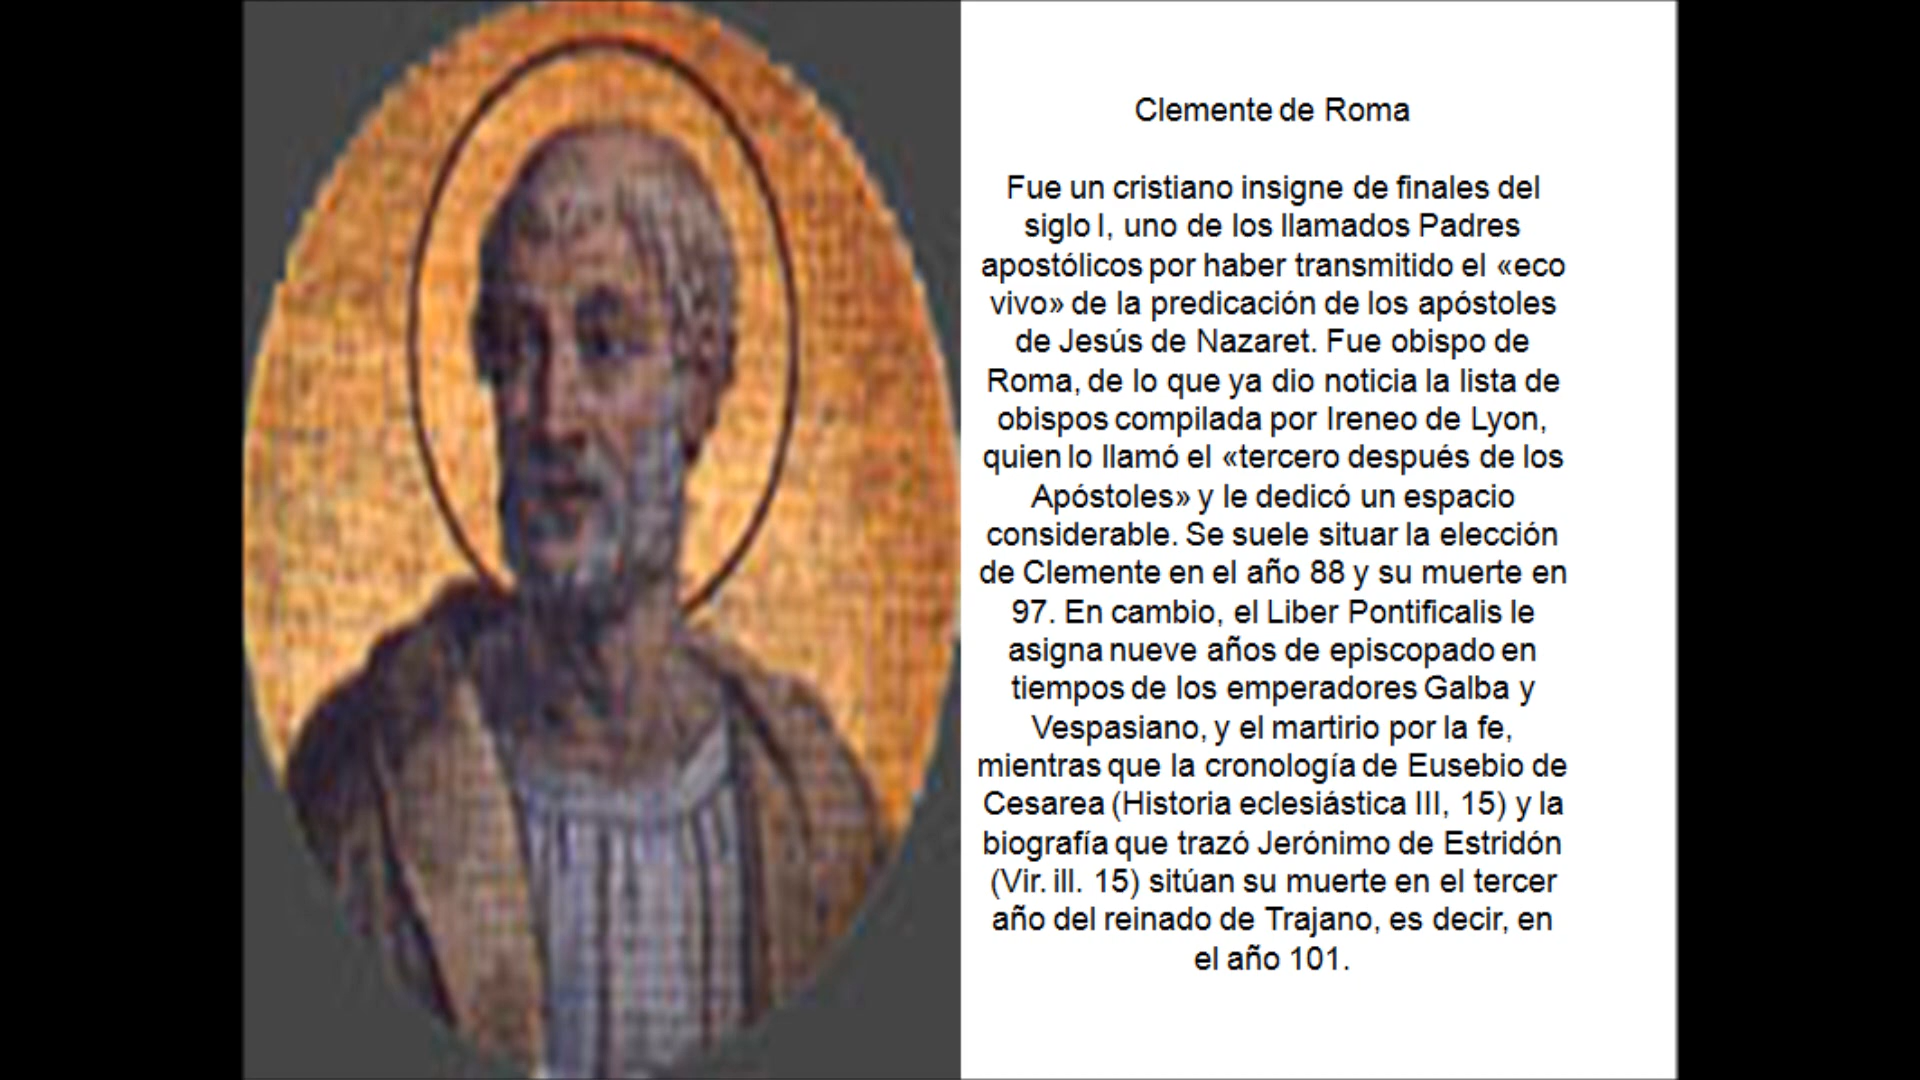 Clemente de Roma
Fue un cristiano insigne de finales del
siglo I, uno de los llamados Padres
apostólicos por haber transmitido el «eco
vivo» de la predicación de los apóstoles
de Jesús de Nazaret. Fue obispo de
Roma, de lo que ya dio noticia la lista de
obispos compilada por Ireneo de Lyon,
quien lo llamó el «tercero después de los
Apóstoles» y le dedicó un espacio
considerable. Se suele situar la elección
de Clemente en el año 88 y su muerte en
97. En cambio, el Liber Pontificalis le
asigna nueve años de episcopado en
tiempos de los emperadores Galba y
Vespasiano, y el martirio por la fe,
mientras que la cronología de Eusebio de
Cesarea (Historia eclesiástica III, 15) y la
biografía que trazó Jerónimo de Estridón
(Vir. ill. 15) sitúan su muerte en el tercer
año del reinado de Trajano, es decir, en
el año 101.